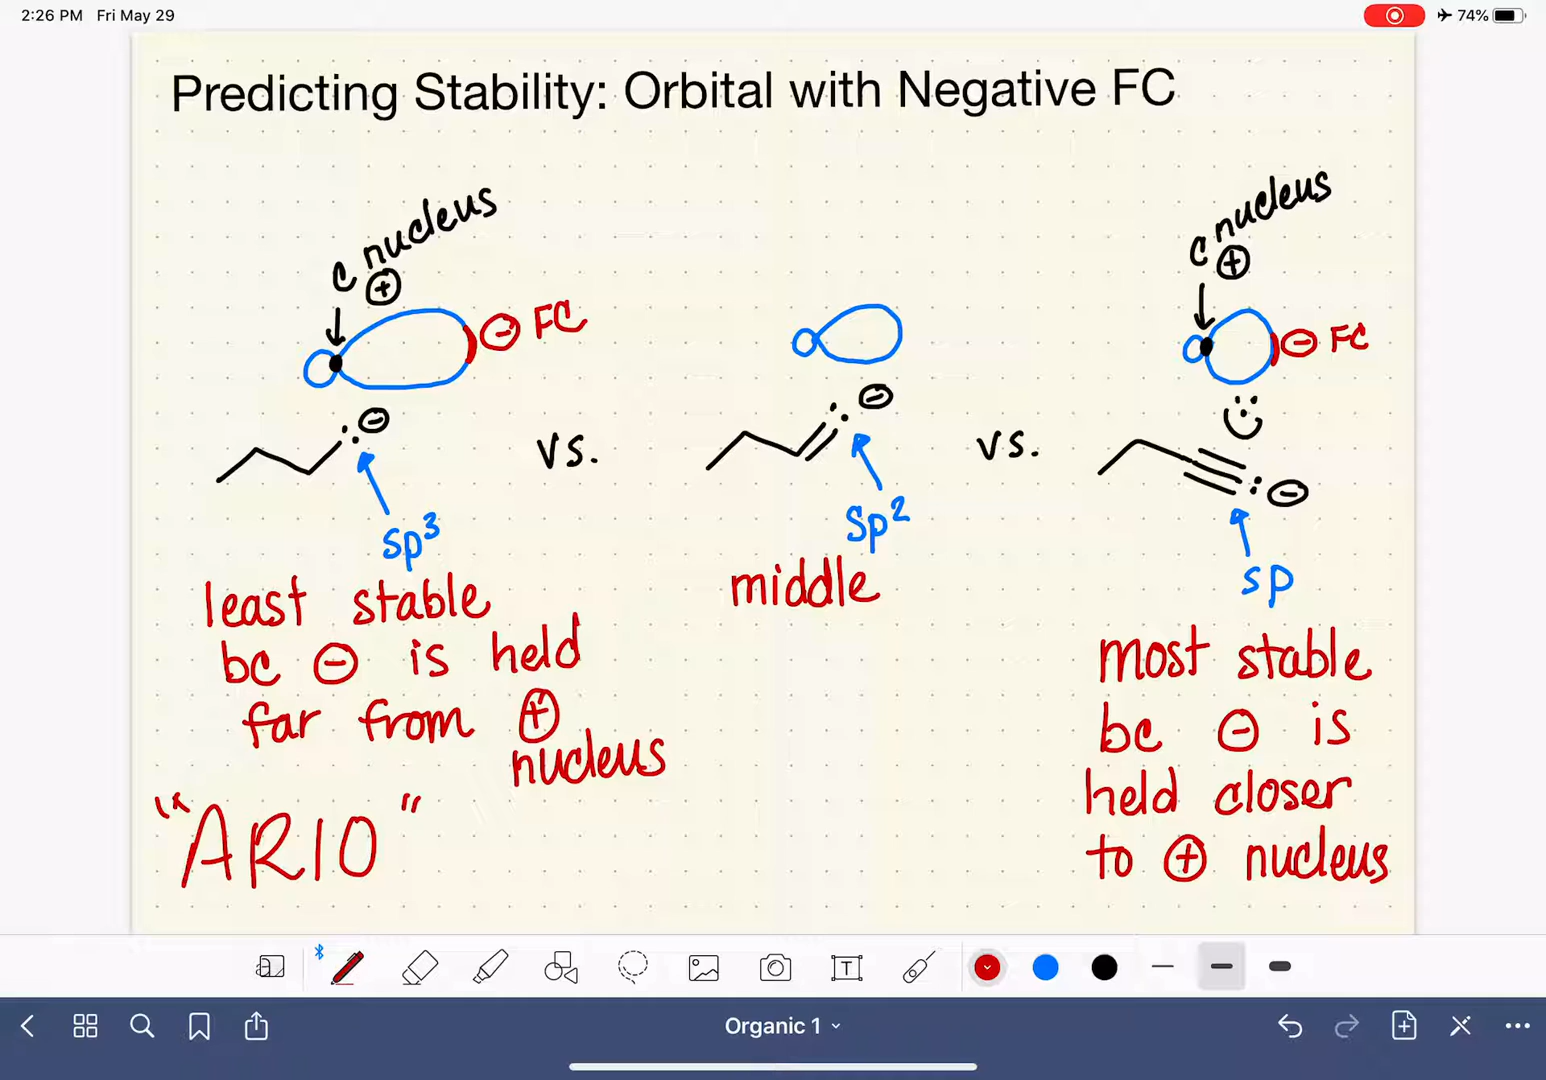 2:26 PM Fri May 29
74%
Predicting Stability: Orbital with Negative FC
C nucleus
⊕
⊖ FC
⊖
sp³
vs.
⊖
sp²
vs.
C nucleus
⊕
⊖ FC
⊖
sp
least stable
bc ⊖ is held
far from ⊕
nucleus
middle
most stable
bc ⊖ is
held closer
to ⊕ nucleus
"ARIO"
T
Organic 1